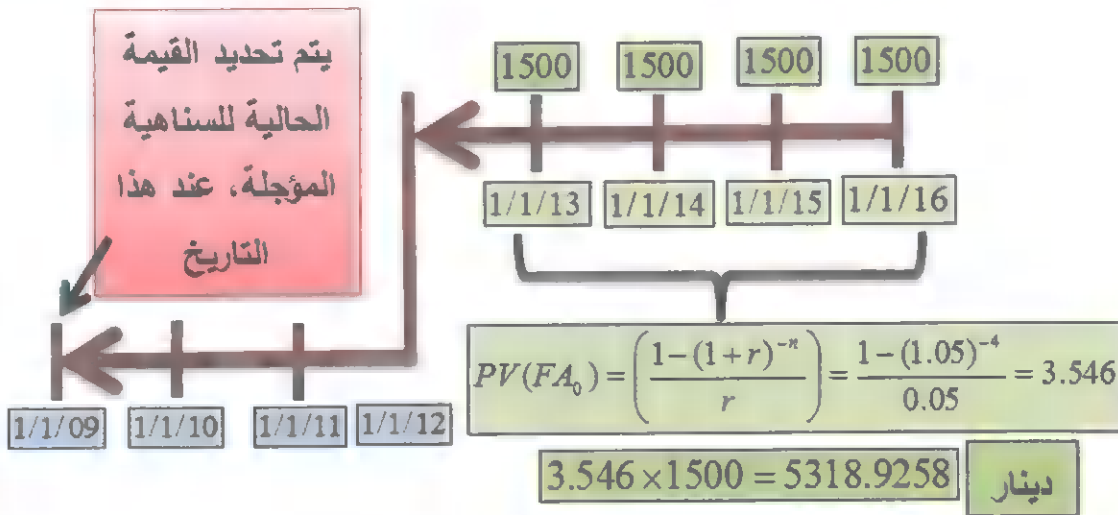 يتم تحديد القيمة
الحالية للسناهية
المؤجلة، عند هذا
التاريخ
1500 1500 1500 1500
1/1/13 1/1/14 1/1/15 1/1/16
1/1/09 1/1/10 1/1/11 1/1/12
PV(FA₀) = ( (1-(1+r)⁻ⁿ) / r ) = (1-(1.05)⁻⁴) / 0.05 = 3.546
3.546 × 1500 = 5318.9258 دينار